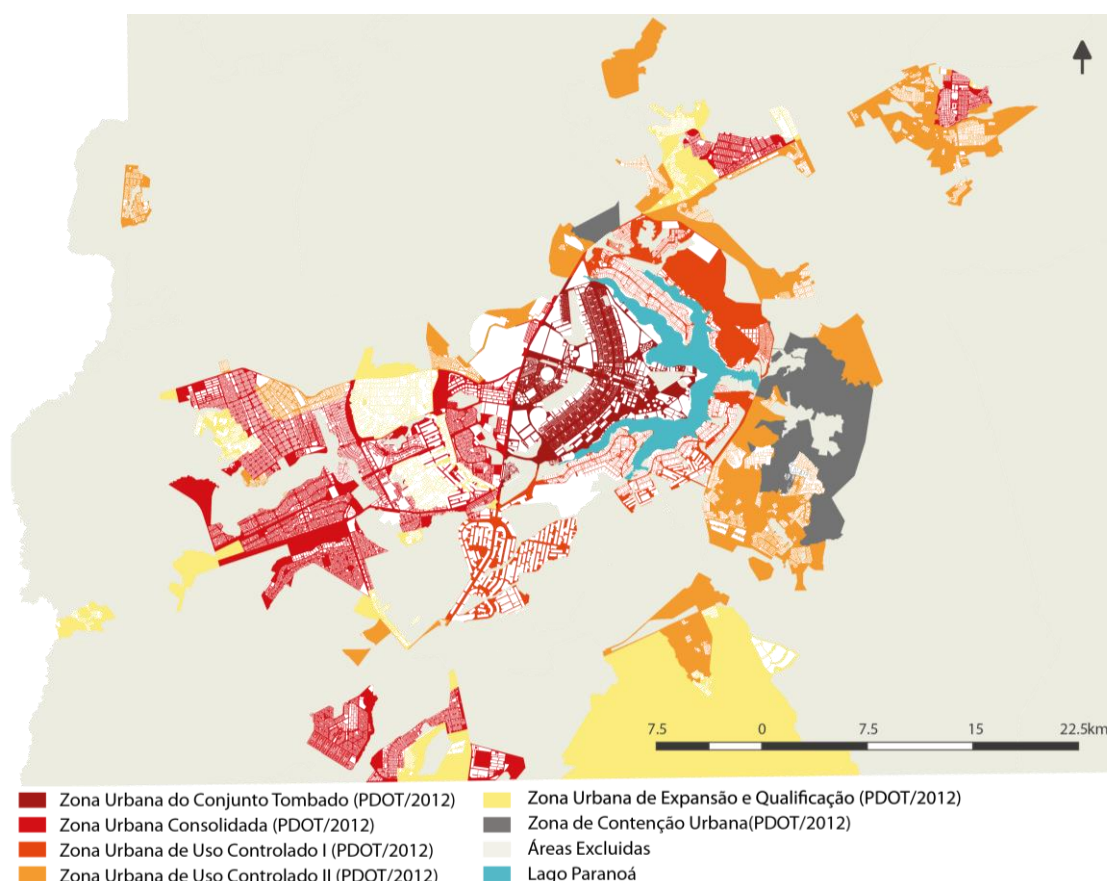 7.5 0 7.5 15 22.5km
Zona Urbana do Conjunto Tombado (PDOT/2012)
Zona Urbana Consolidada (PDOT/2012)
Zona Urbana de Uso Controlado I (PDOT/2012)
Zona Urbana de Uso Controlado II (PDOT/2012)
Zona Urbana de Expansão e Qualificação (PDOT/2012)
Zona de Contenção Urbana(PDOT/2012)
Áreas Excluidas
Lago Paranoá